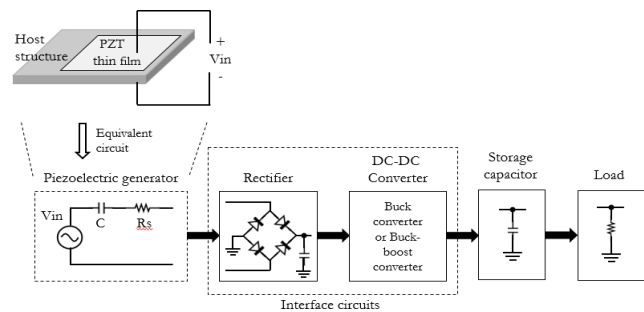 Host
structure
PZT
thin film
+
Vin
-
Equivalent
circuit
Piezoelectric generator
Vin
C
Rs
Rectifier
DC-DC
Converter
Buck
converter
or Buck-
boost
converter
Interface circuits
Storage
capacitor
Load